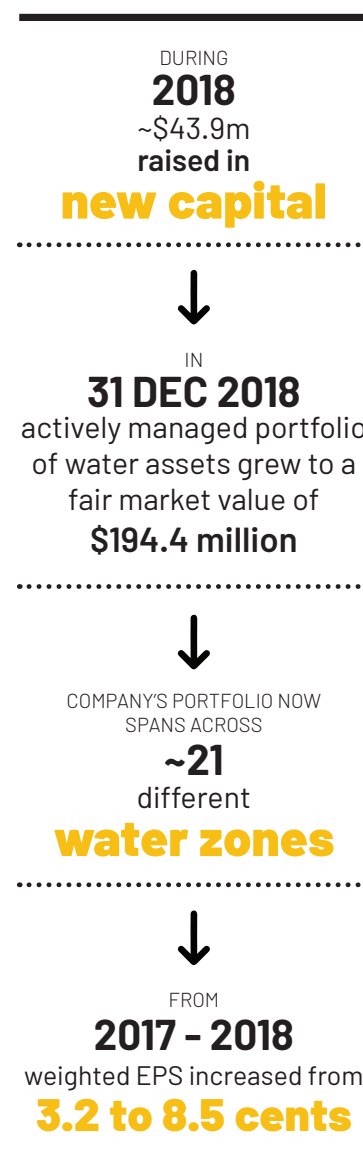 DURING
2018
~$43.9m
raised in
new capital
IN
31 DEC 2018
actively managed portfolio
of water assets grew to a
fair market value of
$194.4 million
COMPANY'S PORTFOLIO NOW
SPANS ACROSS
~21
different
water zones
FROM
2017 - 2018
weighted EPS increased from
3.2 to 8.5 cents